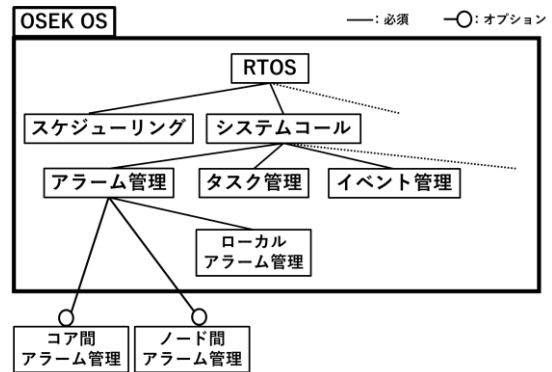 OSEK OS
：必須
：オプション
RTOS
スケジューリング
システムコール
アラーム管理
タスク管理
イベント管理
ローカル
アラーム管理
コア間
アラーム管理
ノード間
アラーム管理